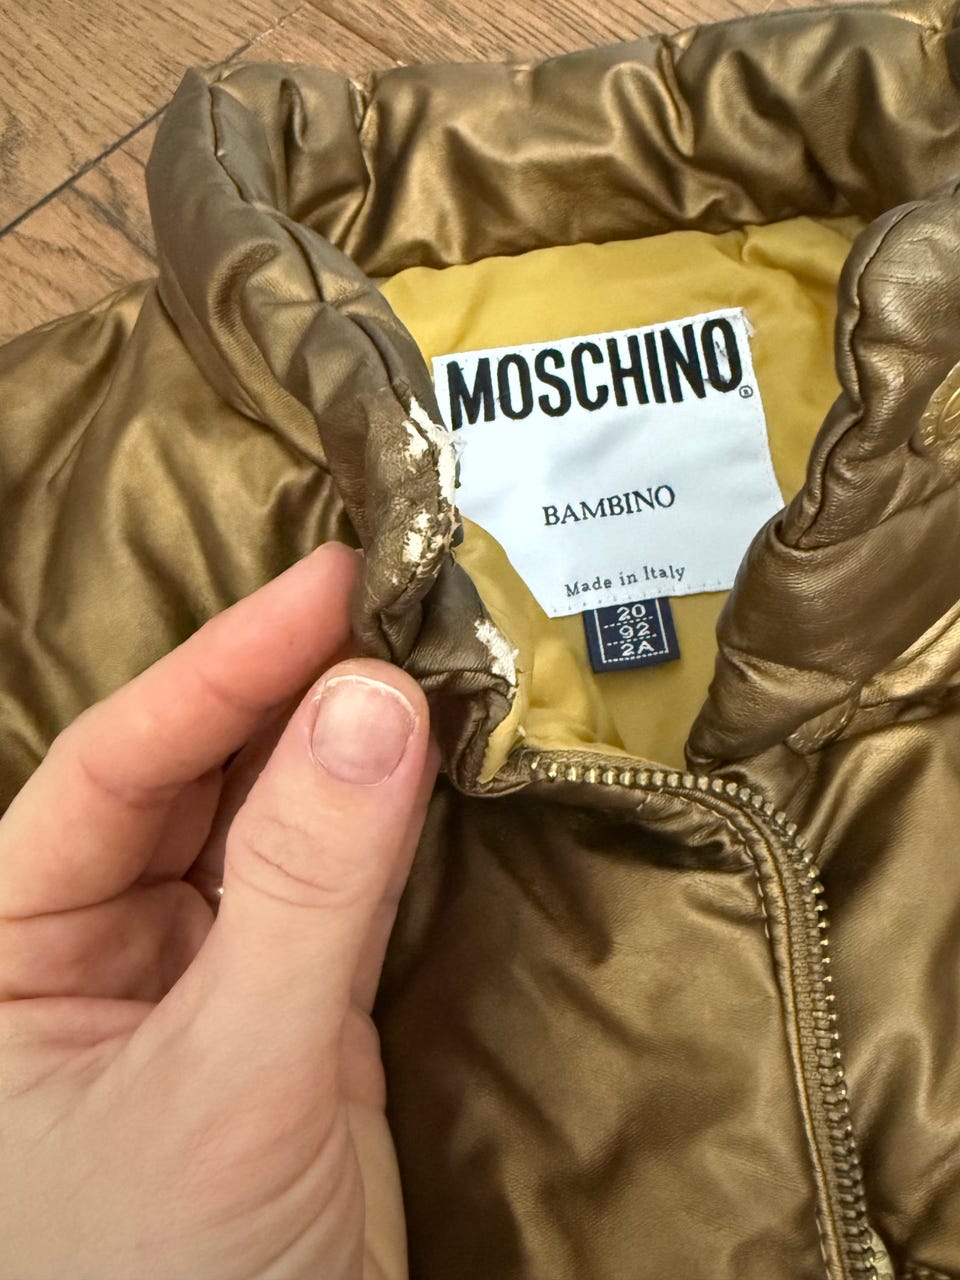 MOSCHINO®
BAMBINO
Made in Italy
20
92
2A